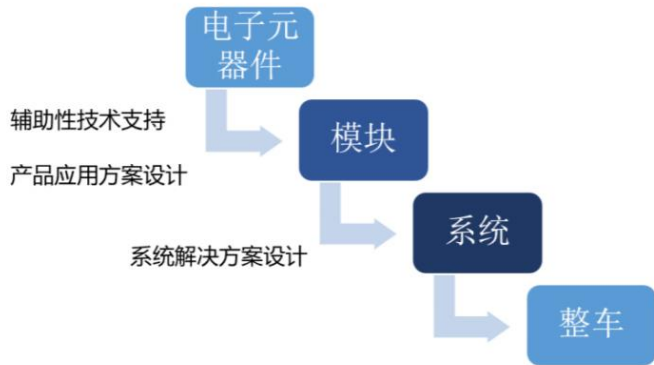 电子元
器件
辅助性技术支持
模块
产品应用方案设计
系统
系统解决方案设计
整车